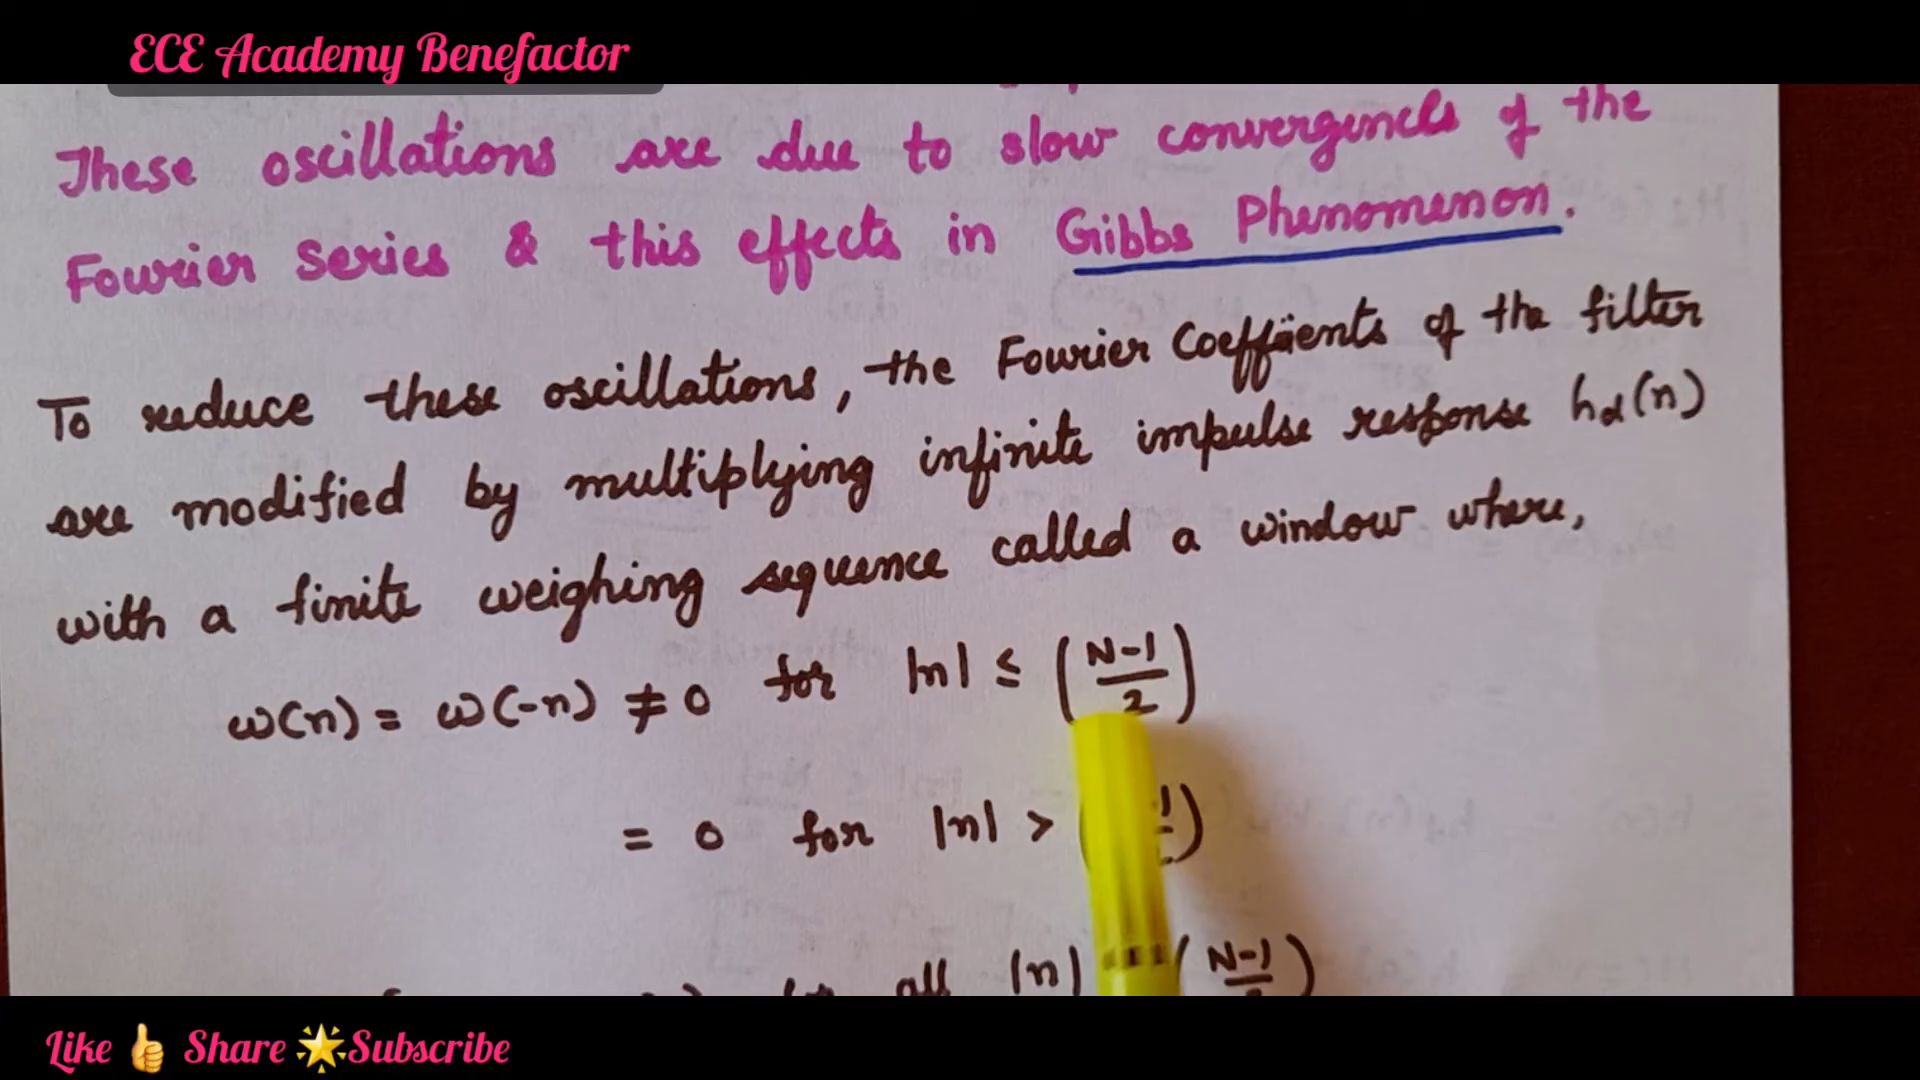 ECE Academy Benefactor
These oscillations are due to slow convergences of the
Fourier Series & this effects in Gibbs Phenomenon.
To reduce these oscillations, the Fourier Coefficients of the filter
are modified by multiplying infinite impulse response hd(n)
with a finite weighing sequence called a window where,
ω(n) = ω(-n) ≠ 0 for |n| ≤ (N-1/2)
= 0 for |n| >
all |n| (N-1
Like 👍 Share 🌟Subscribe